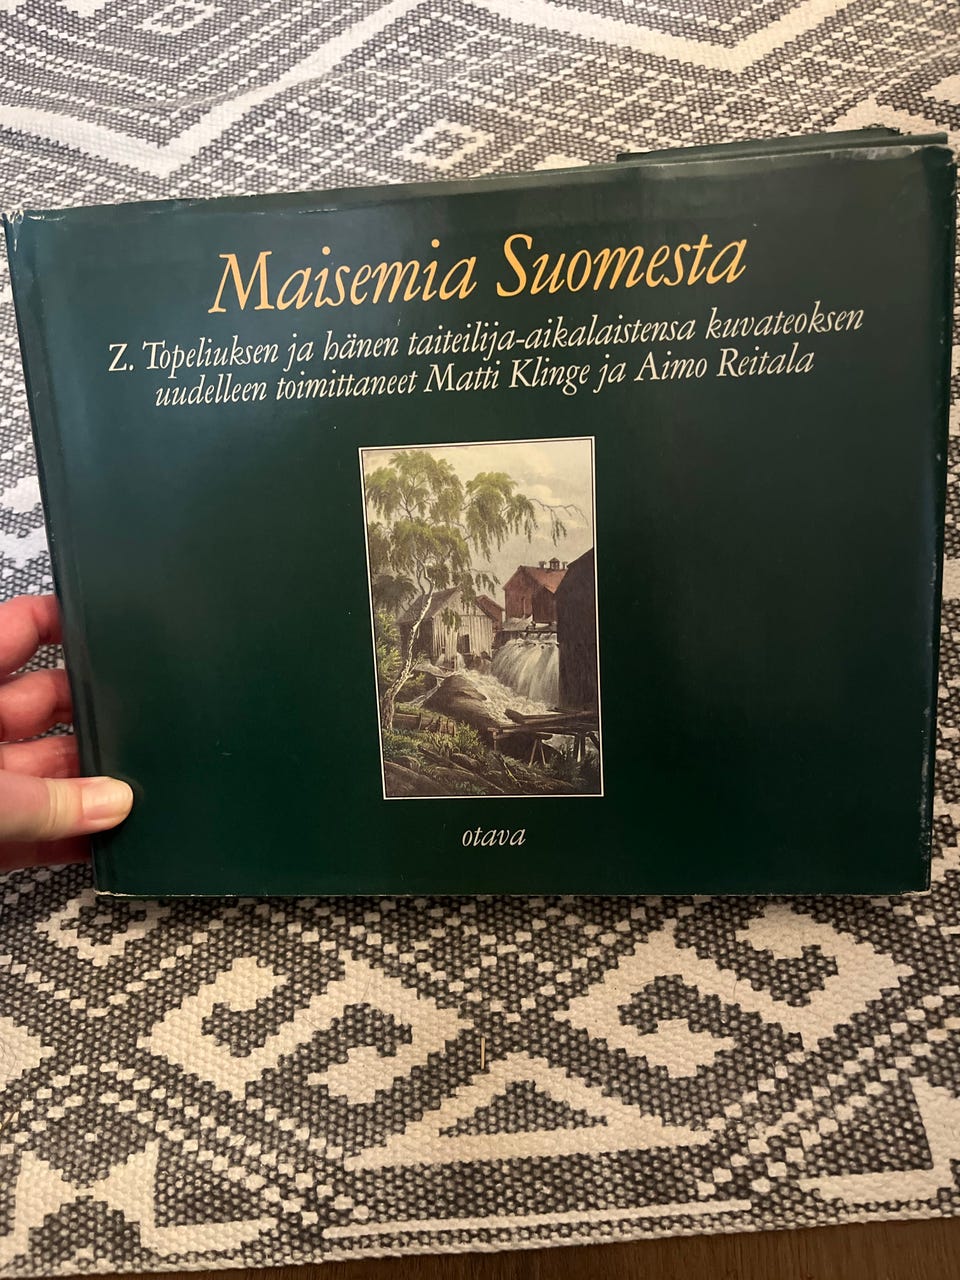 Maisemia Suomesta
Z. Topeliuksen ja hänen taiteilija-aikalaistensa kuvateoksen
uudelleen toimittaneet Matti Klinge ja Aimo Reitala
otava